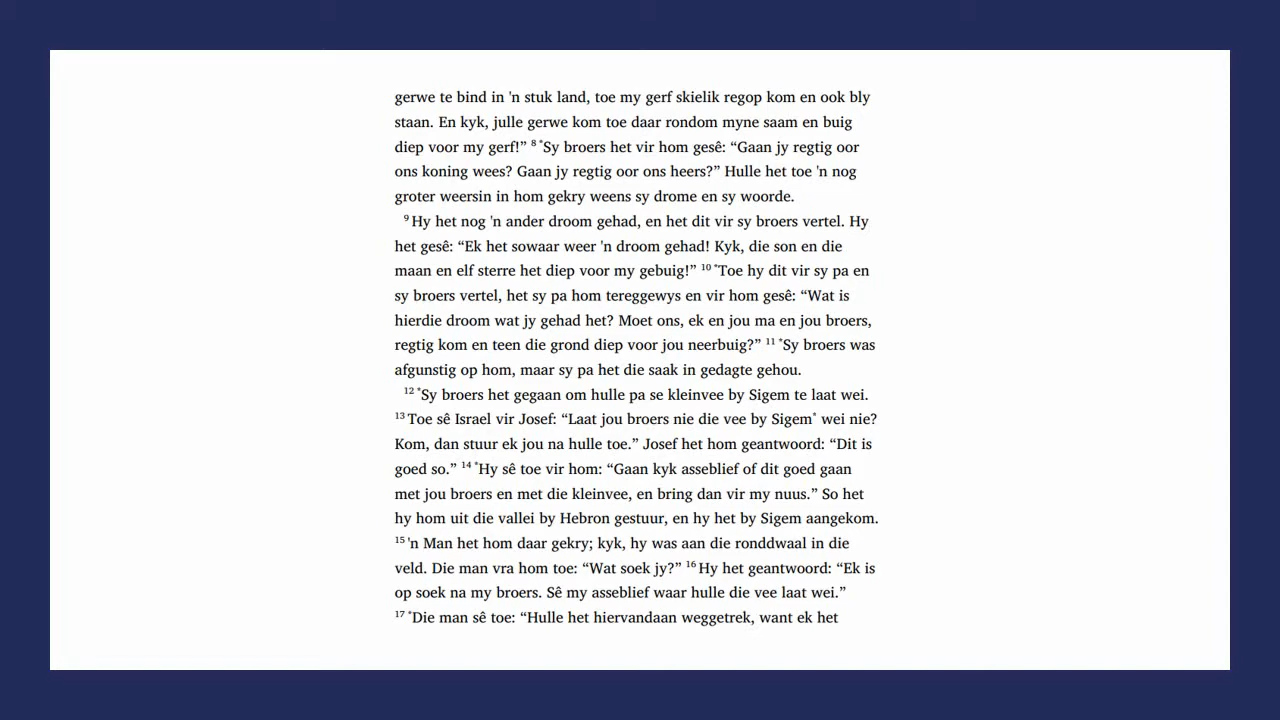 gerwe te bind in 'n stuk land, toe my gerf skielik regop kom en ook bly
staan. En kyk, julle gerwe kom toe daar rondom myne saam en buig
diep voor my gerf!” 8 *Sy broers het vir hom gesê: “Gaan jy regtig oor
ons koning wees? Gaan jy regtig oor ons heers?” Hulle het toe 'n nog
groter weersin in hom gekry weens sy drome en sy woorde.
9 Hy het nog 'n ander droom gehad, en het dit vir sy broers vertel. Hy
het gesê: “Ek het sowaar weer 'n droom gehad! Kyk, die son en die
maan en elf sterre het diep voor my gebuig!” 10 *Toe hy dit vir sy pa en
sy broers vertel, het sy pa hom tereggewys en vir hom gesê: “Wat is
hierdie droom wat jy gehad het? Moet ons, ek en jou ma en jou broers,
regtig kom en teen die grond diep voor jou neerbuig?” 11 *Sy broers was
afgunstig op hom, maar sy pa het die saak in gedagte gehou.
12 *Sy broers het gegaan om hulle pa se kleinvee by Sigem te laat wei.
13 Toe sê Israel vir Josef: “Laat jou broers nie die vee by Sigem* wei nie?
Kom, dan stuur ek jou na hulle toe.” Josef het hom geantwoord: “Dit is
goed so.” 14 *Hy sê toe vir hom: “Gaan kyk asseblief of dit goed gaan
met jou broers en met die kleinvee, en bring dan vir my nuus.” So het
hy hom uit die vallei by Hebron gestuur, en hy het by Sigem aangekom.
15 'n Man het hom daar gekry; kyk, hy was aan die ronddwaal in die
veld. Die man vra hom toe: “Wat soek jy?” 16 Hy het geantwoord: “Ek is
op soek na my broers. Sê my asseblief waar hulle die vee laat wei.”
17 *Die man sê toe: “Hulle het hiervandaan weggetrek, want ek het